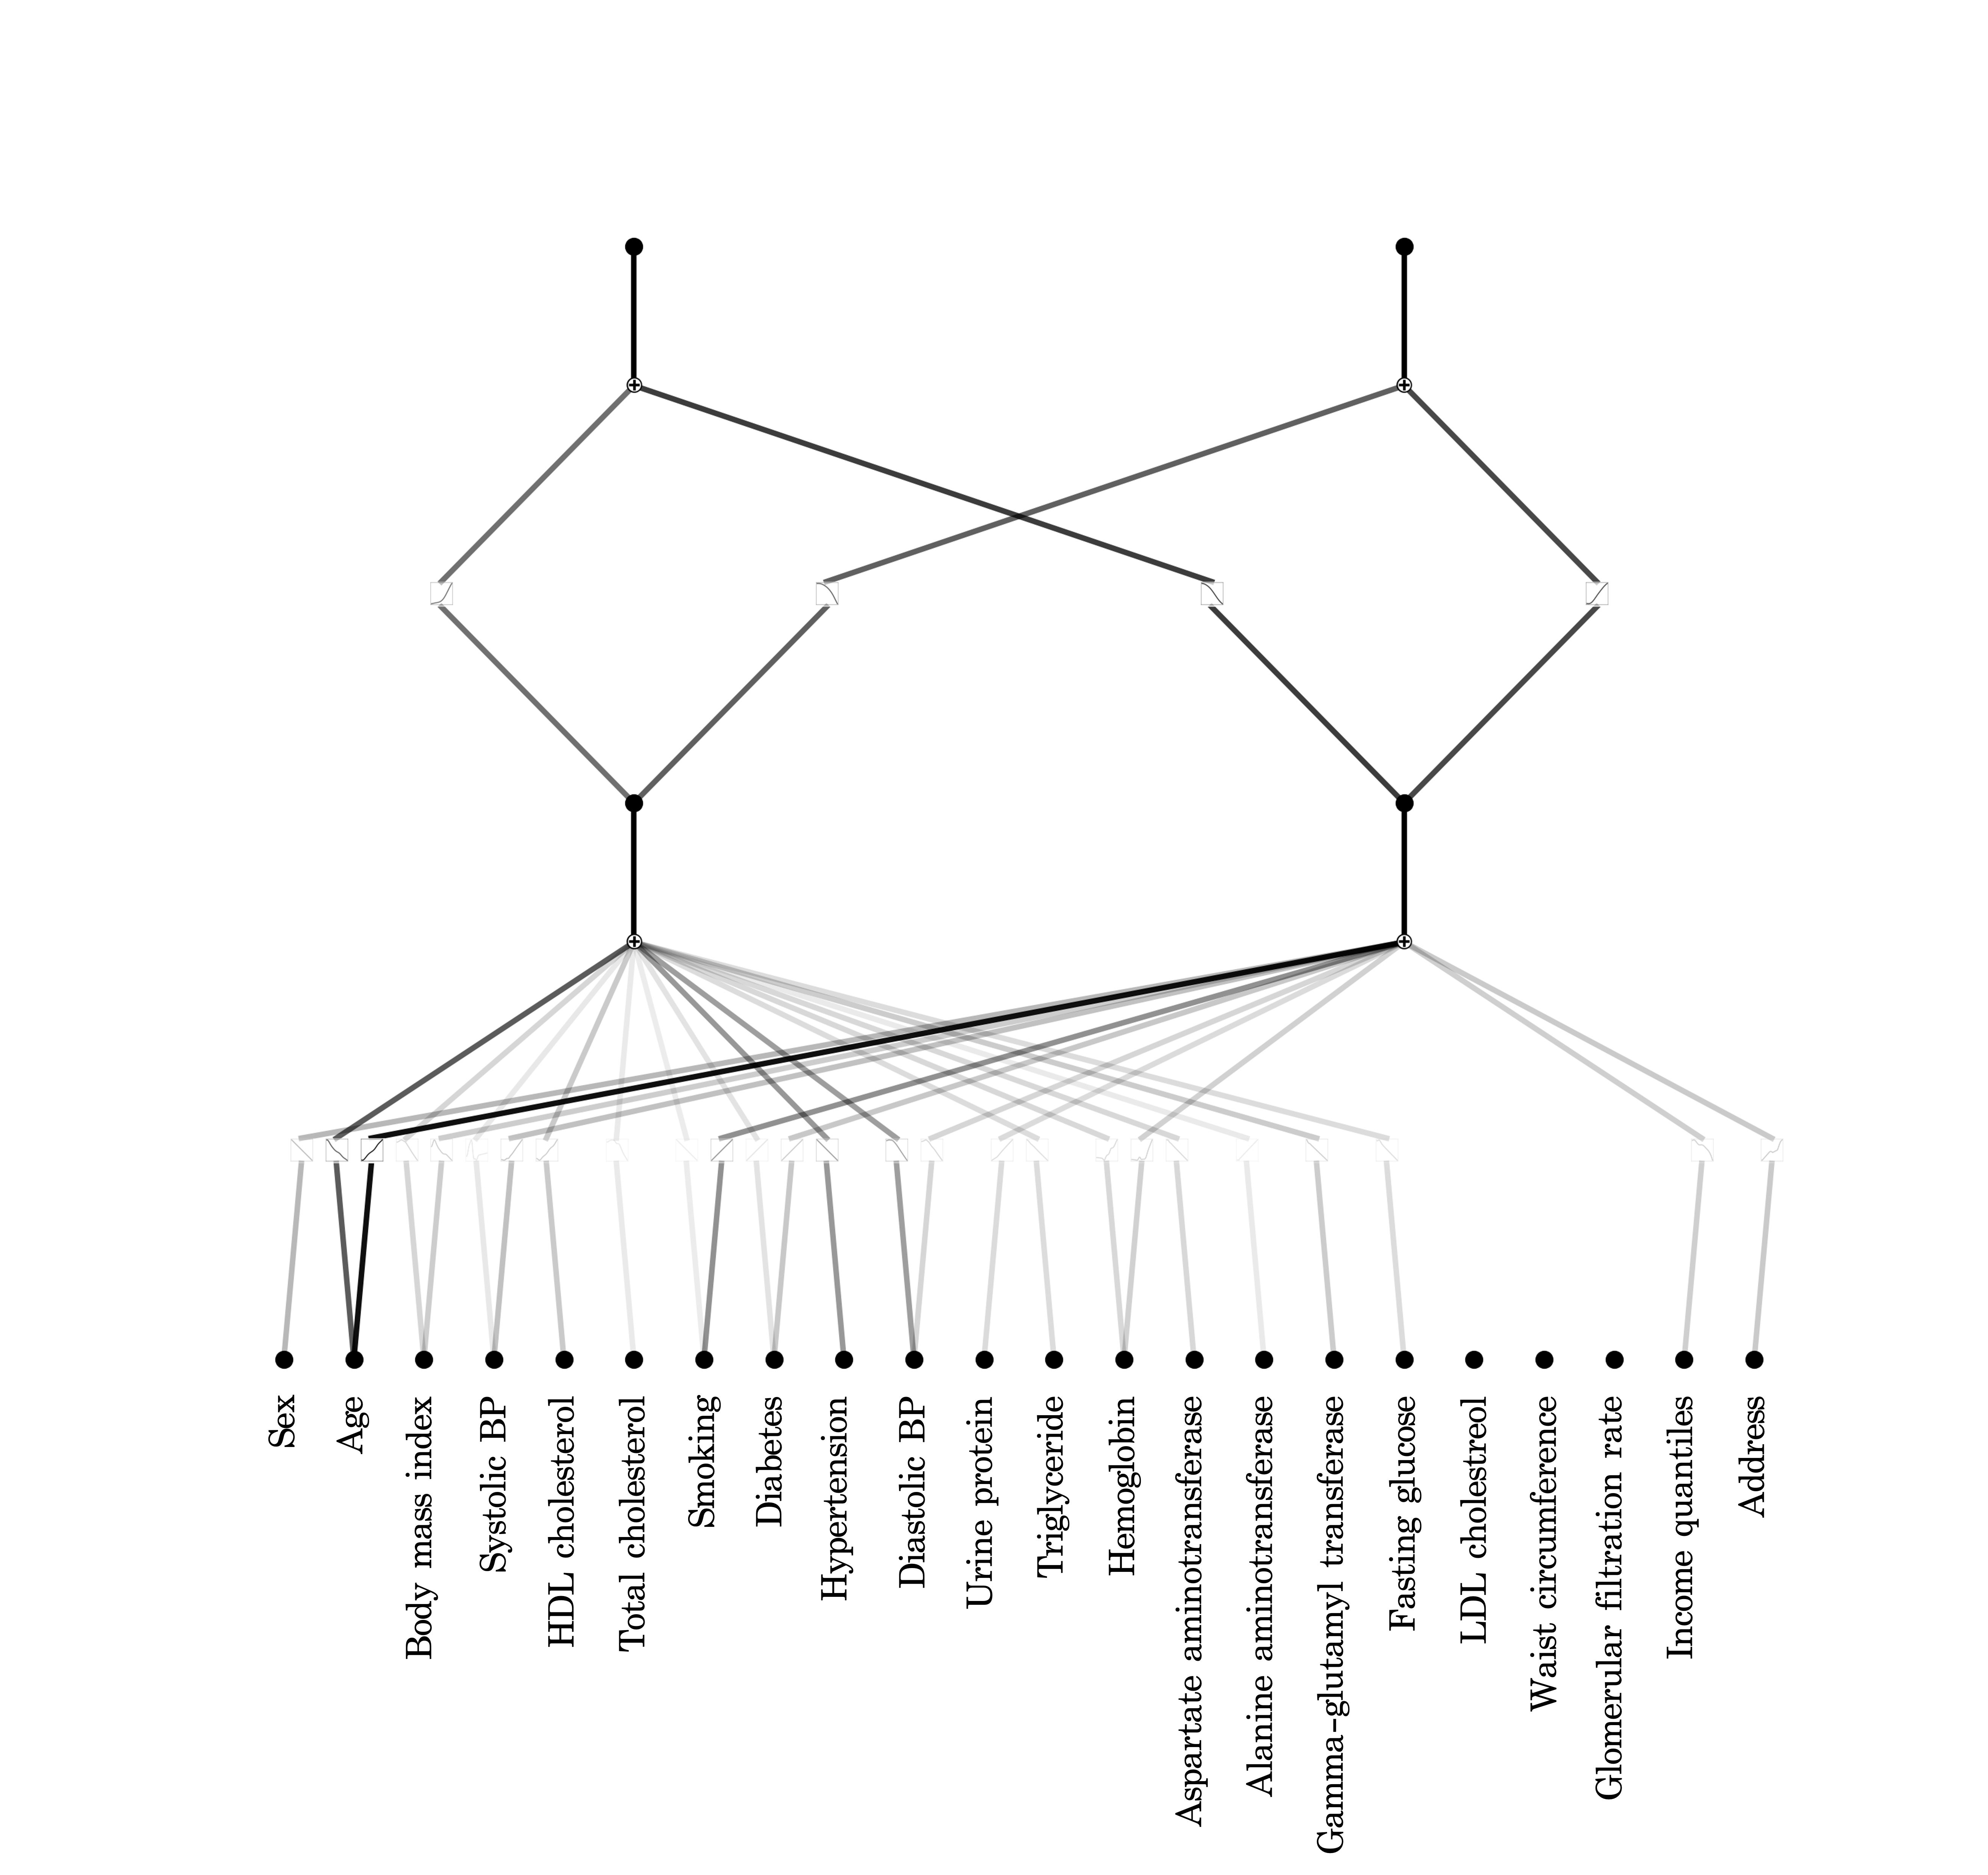 Sex
Age
Body mass index
Systolic BP
HDL cholesterol
Total cholesterol
Smoking
Diabetes
Hypertension
Diastolic BP
Urine protein
Triglyceride
Hemoglobin
Aspartate aminotransferase
Alanine aminotransferase
Gamma-glutamyl transferase
Fasting glucose
LDL cholestreol
Waist circumference
Glomerular filtration rate
Income quantiles
Address